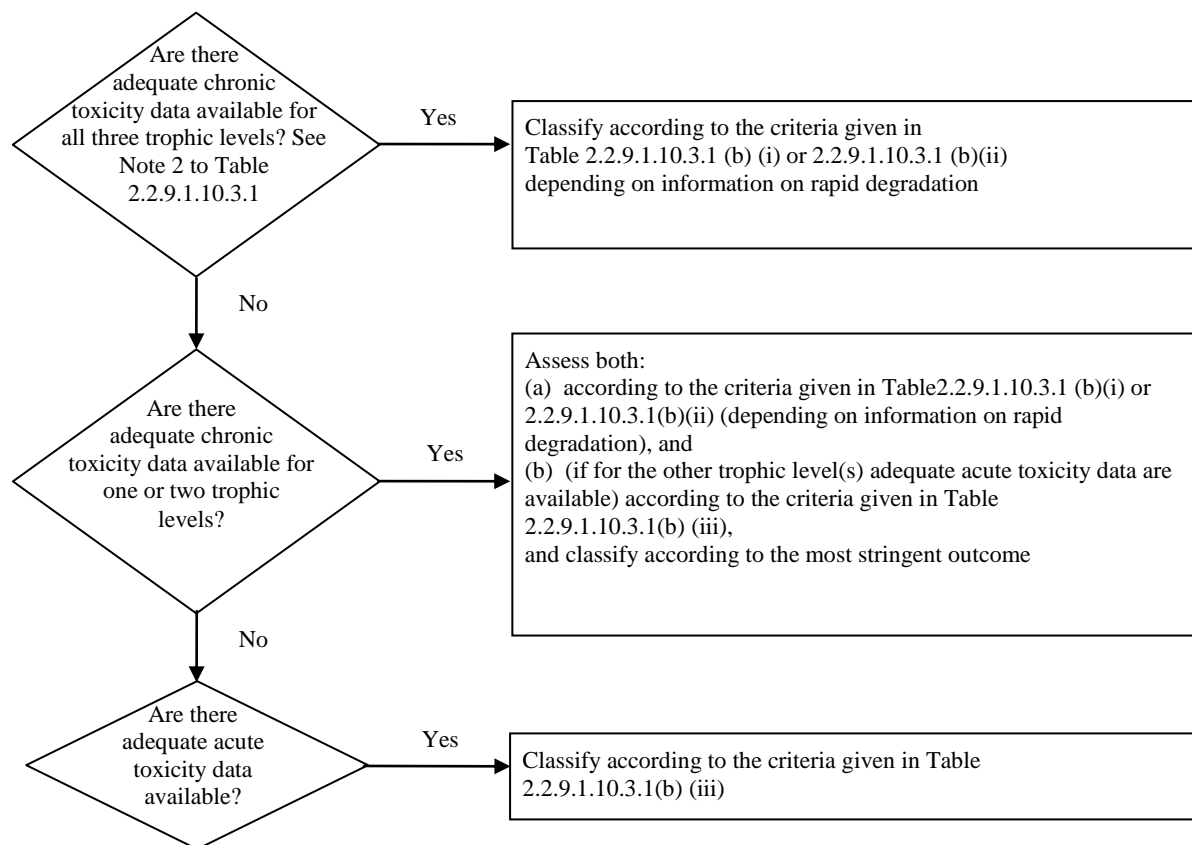 Are there
adequate chronic
toxicity data available for
all three trophic levels? See
Note 2 to Table
2.2.9.1.10.3.1
Yes
Classify according to the criteria given in
Table 2.2.9.1.10.3.1 (b) (i) or 2.2.9.1.10.3.1 (b)(ii)
depending on information on rapid degradation
No
Are there
adequate chronic
toxicity data available for
one or two trophic
levels?
Yes
Assess both:
(a) according to the criteria given in Table2.2.9.1.10.3.1 (b)(i) or
2.2.9.1.10.3.1(b)(ii) (depending on information on rapid
degradation), and
(b) (if for the other trophic level(s) adequate acute toxicity data are
available) according to the criteria given in Table
2.2.9.1.10.3.1(b) (iii),
and classify according to the most stringent outcome
No
Are there
adequate acute
toxicity data
available?
Yes
Classify according to the criteria given in Table
2.2.9.1.10.3.1(b) (iii)